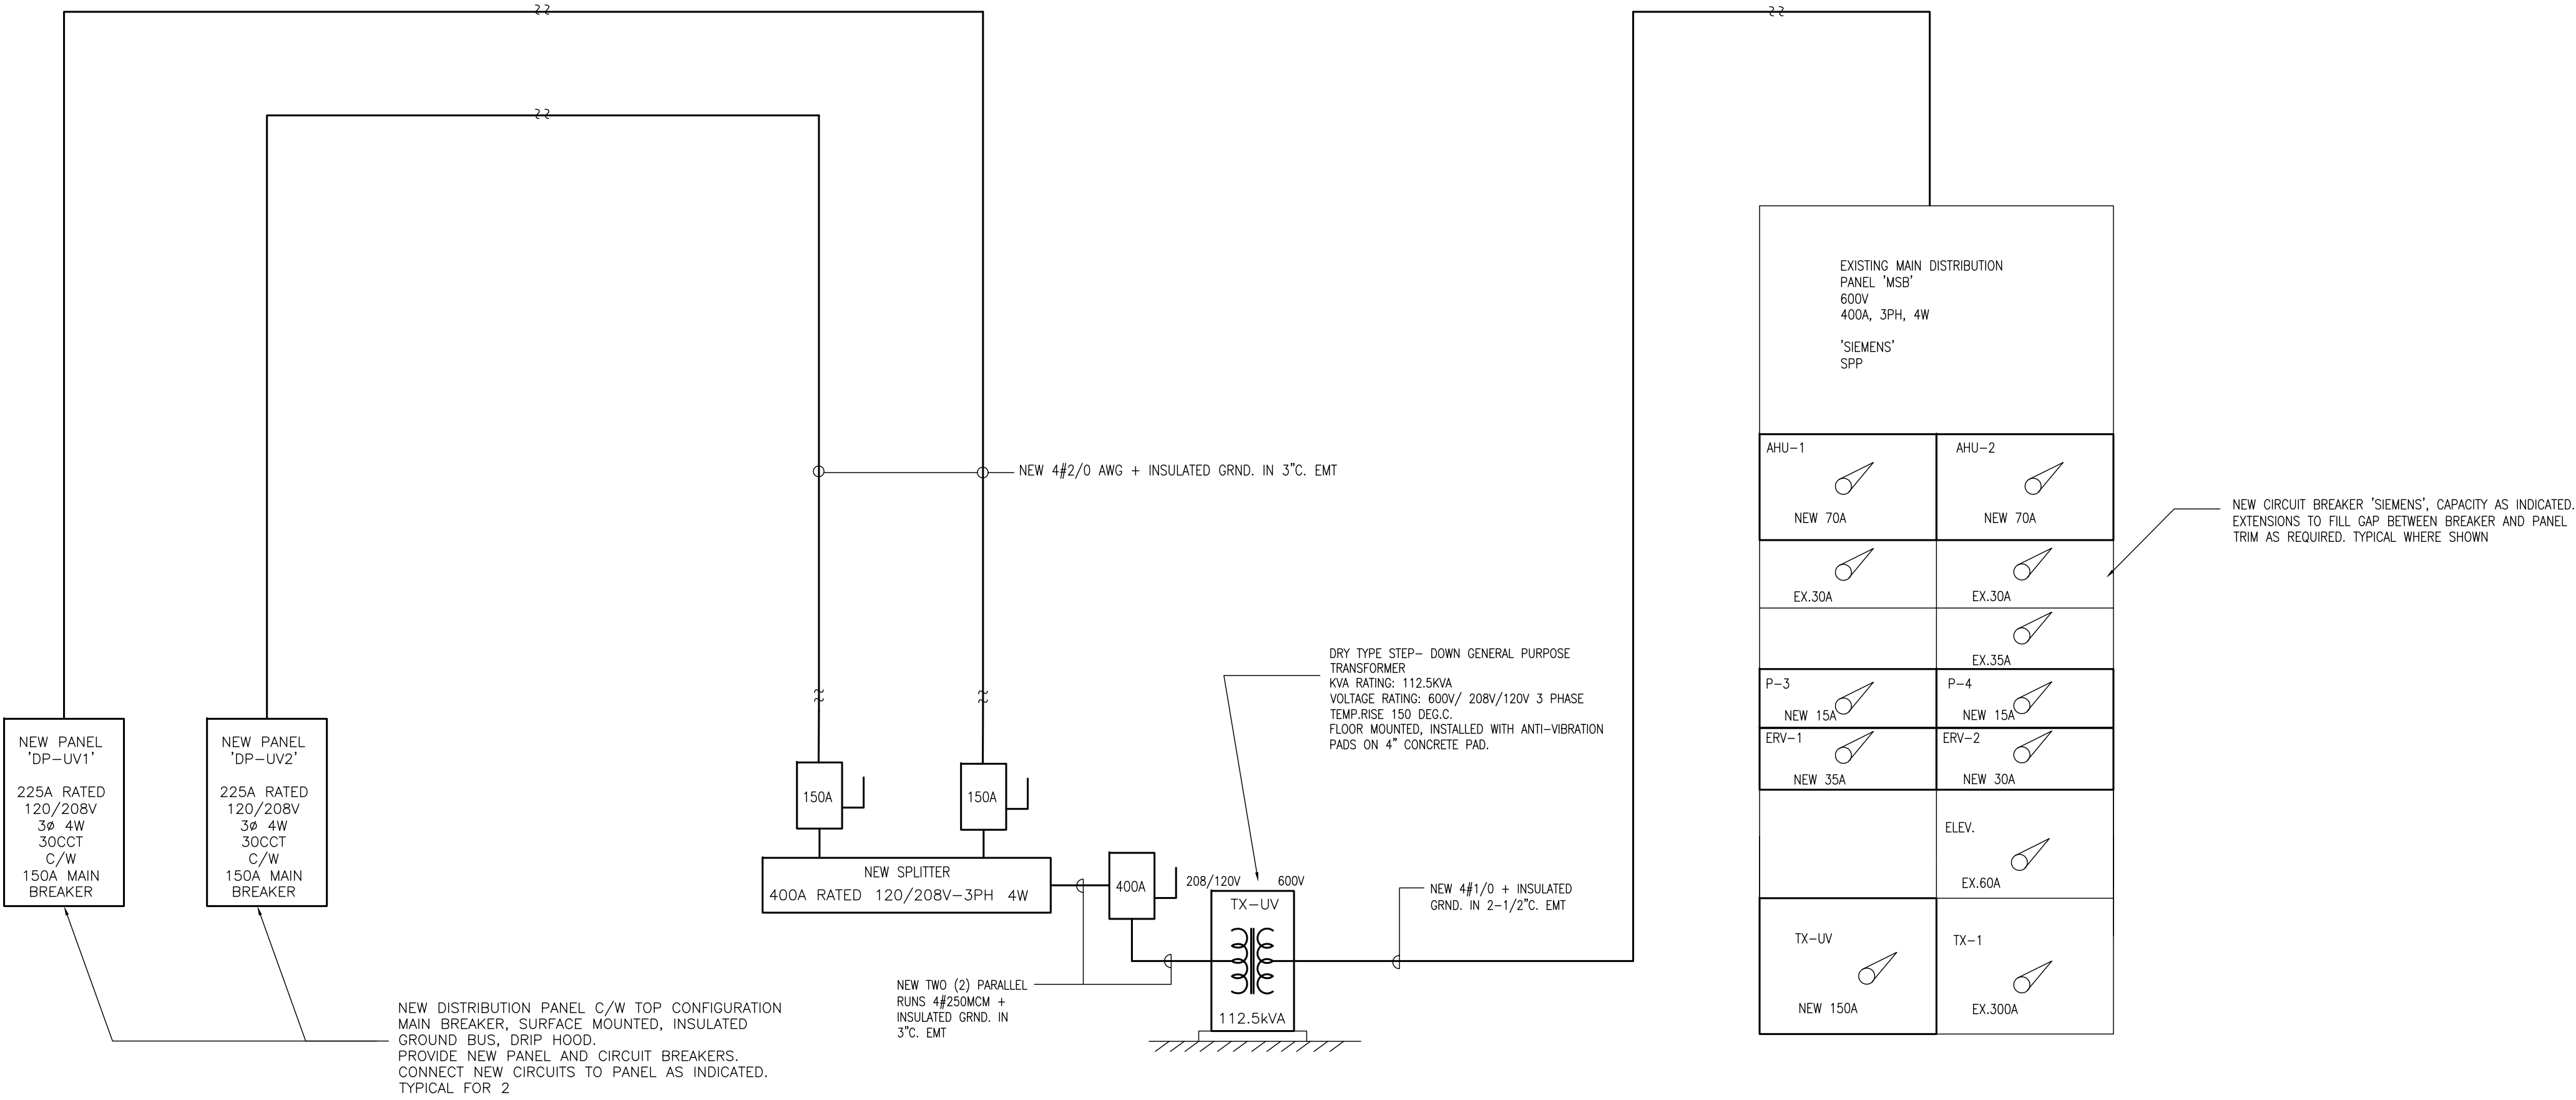 NEW PANEL
'DP-UV1'
225A RATED
120/208V
3ø 4W
30CCT
C/W
150A MAIN
BREAKER
NEW PANEL
'DP-UV2'
225A RATED
120/208V
3ø 4W
30CCT
C/W
150A MAIN
BREAKER
NEW DISTRIBUTION PANEL C/W TOP CONFIGURATION
MAIN BREAKER, SURFACE MOUNTED, INSULATED
GROUND BUS, DRIP HOOD.
PROVIDE NEW PANEL AND CIRCUIT BREAKERS.
CONNECT NEW CIRCUITS TO PANEL AS INDICATED.
TYPICAL FOR 2
NEW 4#2/0 AWG + INSULATED GRND. IN 3"C. EMT
150A
150A
NEW SPLITTER
400A RATED 120/208V-3PH 4W
400A
NEW TWO (2) PARALLEL
RUNS 4#250MCM +
INSULATED GRND. IN
3"C. EMT
208/120V
600V
TX-UV
112.5kVA
DRY TYPE STEP- DOWN GENERAL PURPOSE
TRANSFORMER
KVA RATING: 112.5KVA
VOLTAGE RATING: 600V/ 208V/120V 3 PHASE
TEMP.RISE 150 DEG.C.
FLOOR MOUNTED, INSTALLED WITH ANTI-VIBRATION
PADS ON 4" CONCRETE PAD.
NEW 4#1/0 + INSULATED
GRND. IN 2-1/2"C. EMT
EXISTING MAIN DISTRIBUTION
PANEL 'MSB'
600V
400A, 3PH, 4W
'SIEMENS'
SPP
AHU-1
NEW 70A
AHU-2
NEW 70A
EX.30A
EX.30A
EX.35A
P-3
NEW 15A
P-4
NEW 15A
ERV-1
NEW 35A
ERV-2
NEW 30A
ELEV.
EX.60A
TX-UV
NEW 150A
TX-1
EX.300A
NEW CIRCUIT BREAKER 'SIEMENS', CAPACITY AS INDICATED.
EXTENSIONS TO FILL GAP BETWEEN BREAKER AND PANEL
TRIM AS REQUIRED. TYPICAL WHERE SHOWN